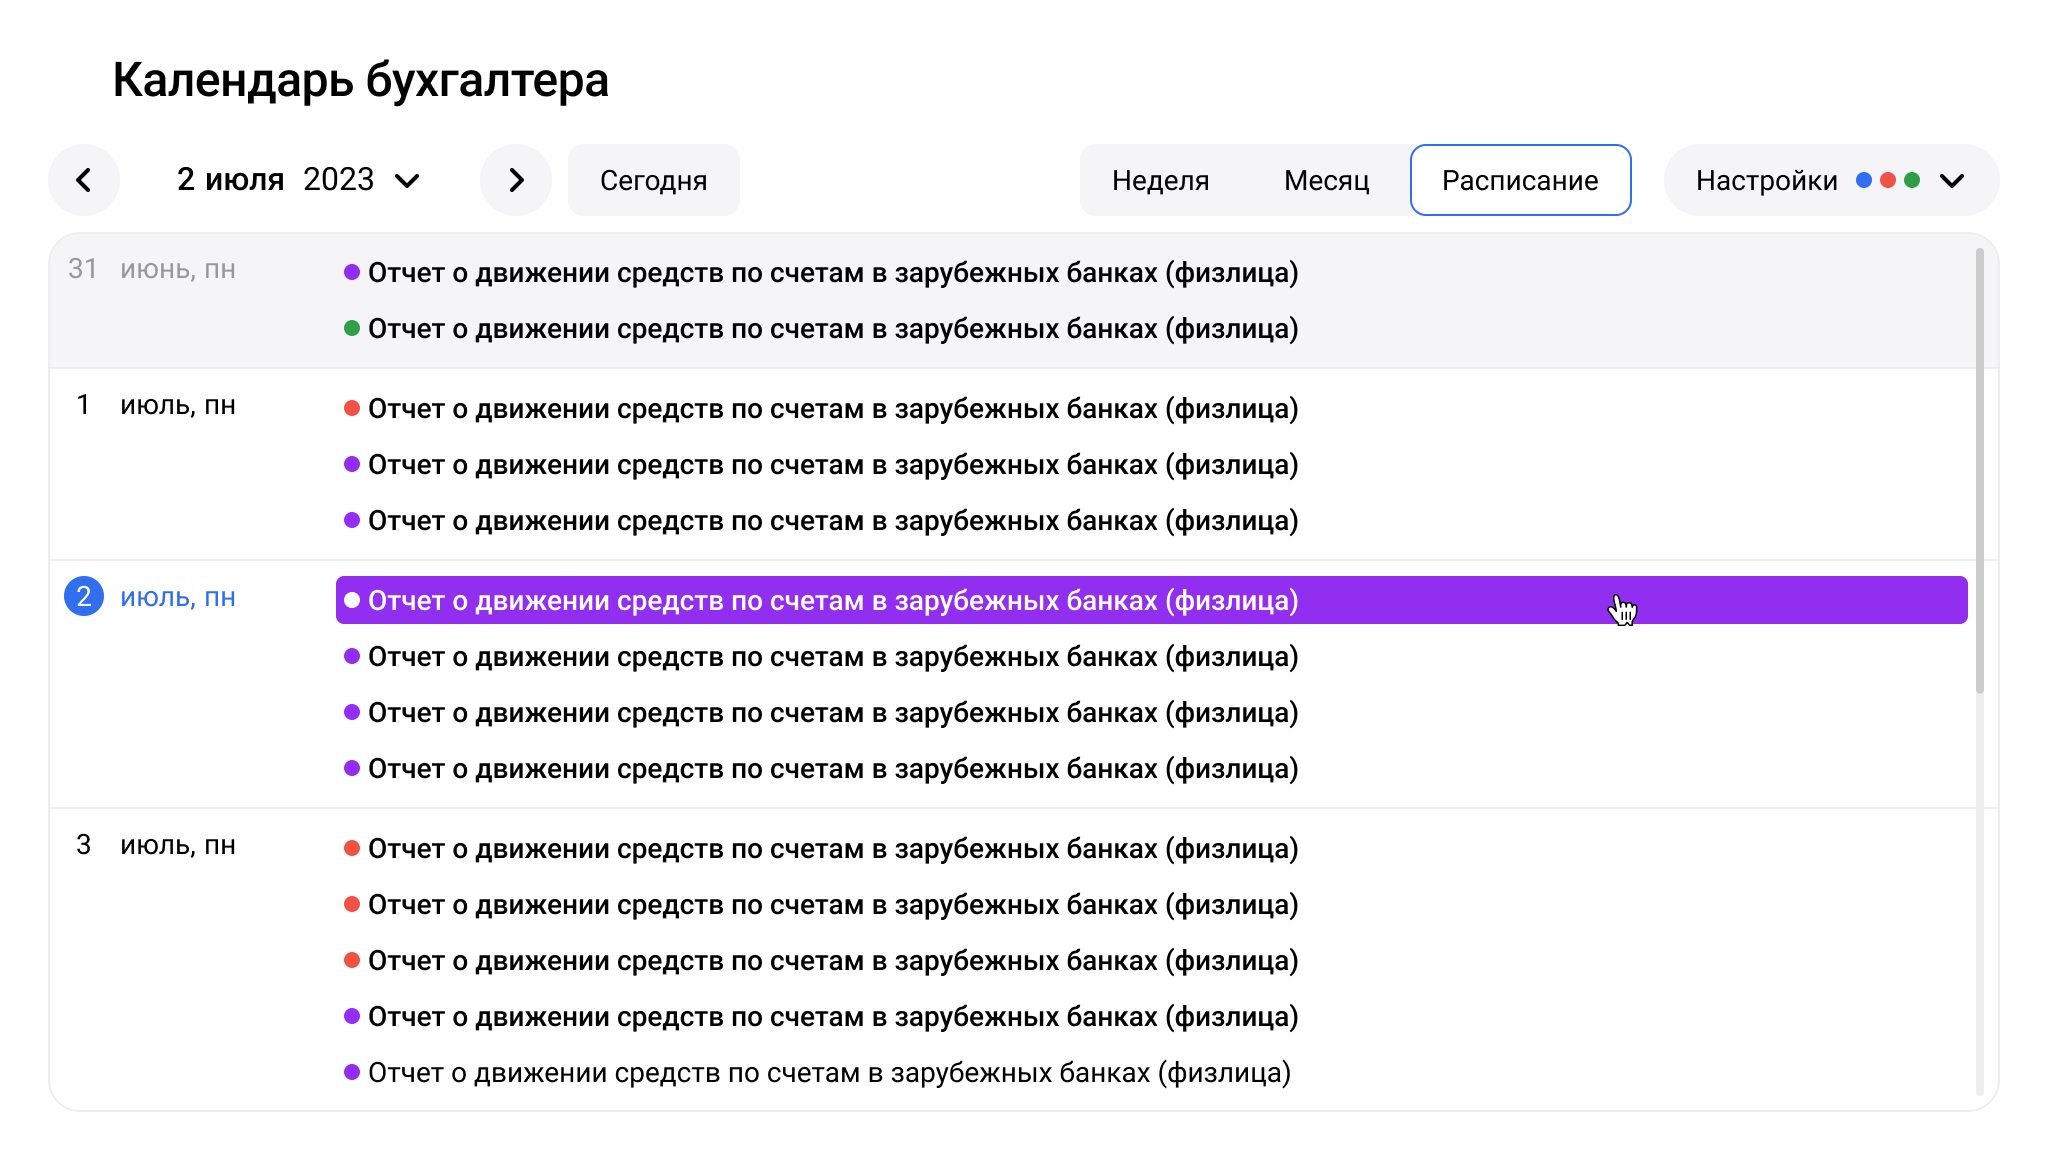 Календарь бухгалтера
2 июля 2023
Сегодня
Неделя
Месяц
Расписание
Настройки
31 июнь, пн
Отчет о движении средств по счетам в зарубежных банках (физлица)
Отчет о движении средств по счетам в зарубежных банках (физлица)
1 июль, пн
Отчет о движении средств по счетам в зарубежных банках (физлица)
Отчет о движении средств по счетам в зарубежных банках (физлица)
Отчет о движении средств по счетам в зарубежных банках (физлица)
2 июль, пн
Отчет о движении средств по счетам в зарубежных банках (физлица)
Отчет о движении средств по счетам в зарубежных банках (физлица)
Отчет о движении средств по счетам в зарубежных банках (физлица)
Отчет о движении средств по счетам в зарубежных банках (физлица)
3 июль, пн
Отчет о движении средств по счетам в зарубежных банках (физлица)
Отчет о движении средств по счетам в зарубежных банках (физлица)
Отчет о движении средств по счетам в зарубежных банках (физлица)
Отчет о движении средств по счетам в зарубежных банках (физлица)
Отчет о движении средств по счетам в зарубежных банках (физлица)